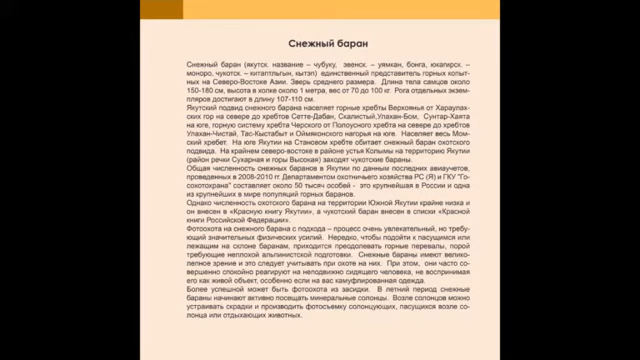 Снежный баран
Снежный баран (якутск. название – чубуку, эвенск. – уямкан, бонга, юкагирск. –
моноро, чукотск. – китаптльгын, кытэп) единственный представитель горных копыт-
ных на Северо-Востоке Азии. Зверь среднего размера. Длина тела самцов около
150-180 см, высота в холке около 1 метра, вес от 70 до 100 кг. Рога отдельных экзем-
пляров достигают в длину 107-110 см.
Якутский подвид снежного барана населяет горные хребты Верхоянья от Хараулах-
ских гор на севере до хребтов Сетте-Дабан, Скалистый,Улахан-Бом, Сунтар-Хаята
на юге, горную систему хребта Черского от Полоусного хребта на севере до хребтов
Улахан-Чистай, Тас-Кыстабыт и Оймяконского нагорья на юге. Населяет весь Мом-
ский хребет. На юге Якутии на Становом хребте обитает снежный баран охотского
подвида. На крайнем северо-востоке в районе устья Колымы на территорию Якутии
(район речки Сухарная и горы Высокая) заходят чукотские бараны.
Общая численность снежных баранов в Якутии по данным последних авиаучетов,
проведенных в 2008-2010 гг. Департаментом охотничьего хозяйства РС (Я) и ГКУ "Го-
сохотохрана" составляет около 50 тысяч особей - это крупнейшая в России и одна
из крупнейших в мире популяций горных баранов.
Однако численность охотского барана на территории Южной Якутии крайне низка и
он внесен в «Красную книгу Якутии», а чукотский баран внесен в списки «Красной
книги Российской Федерации».
Фотоохота на снежного барана с подхода – процесс очень увлекательный, но требу-
ющий значительных физических усилий. Нередко, чтобы подойти к пасущимся или
лежащим на склоне баранам, приходится преодолевать горные перевалы, порой
требующие неплохой альпинистской подготовки. Снежные бараны имеют велико-
лепное зрение и это следует учитывать при охоте на них. При этом, они часто со-
вершенно спокойно реагируют на неподвижно сидящего человека, не воспринимая
его как живой объект, особенно если на вас камуфлированная одежда.
Более успешной может быть фотоохота из засидки. В летний период снежные
бараны начинают активно посещать минеральные солонцы. Возле солонцов можно
устраивать скрадки и производить фотосъемку солонцующих, пасущихся возле со-
лонца или отдыхающих животных.